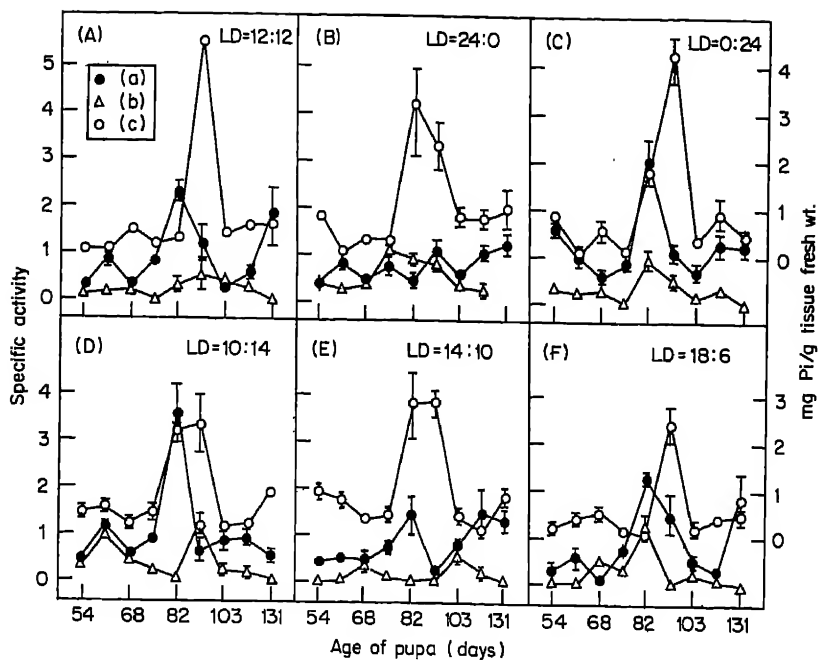 (A) LD=12:12
(a)
(b)
(c)
5
4
3
2
1
0
(B) LD=24:0
(C) LD=0:24
4
3
2
1
0
Specific activity
mg Pi/g tissue fresh wt.
(D) LD=10:14
4
3
2
1
0
(E) LD=14:10
(F) LD=18:6
3
2
1
0
54 68 82 103 131
54 68 82 103 131
54 68 82 103 131
Age of pupa (days)